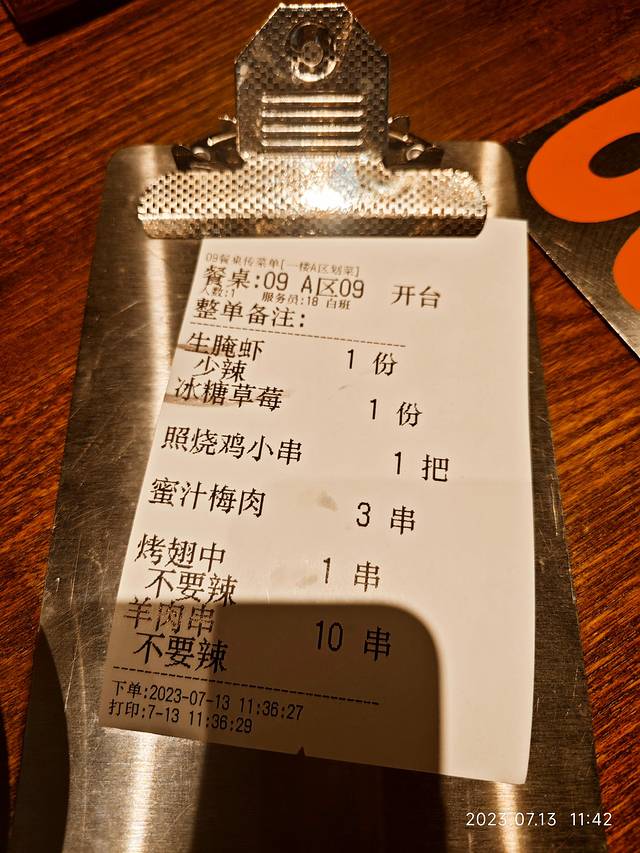 09餐桌传菜单[一楼A区划菜]
餐桌:09 A区09 开台
人数:1 服务员:18 白班
整单备注:
生腌虾 1 份
少辣
冰糖草莓 1 份
照烧鸡小串 1 把
蜜汁梅肉 3 串
烤翅中 1 串
不要辣
羊肉串 10 串
不要辣
下单:2023-07-13 11:36:27
打印:7-13 11:36:29
2023.07.13 11:42